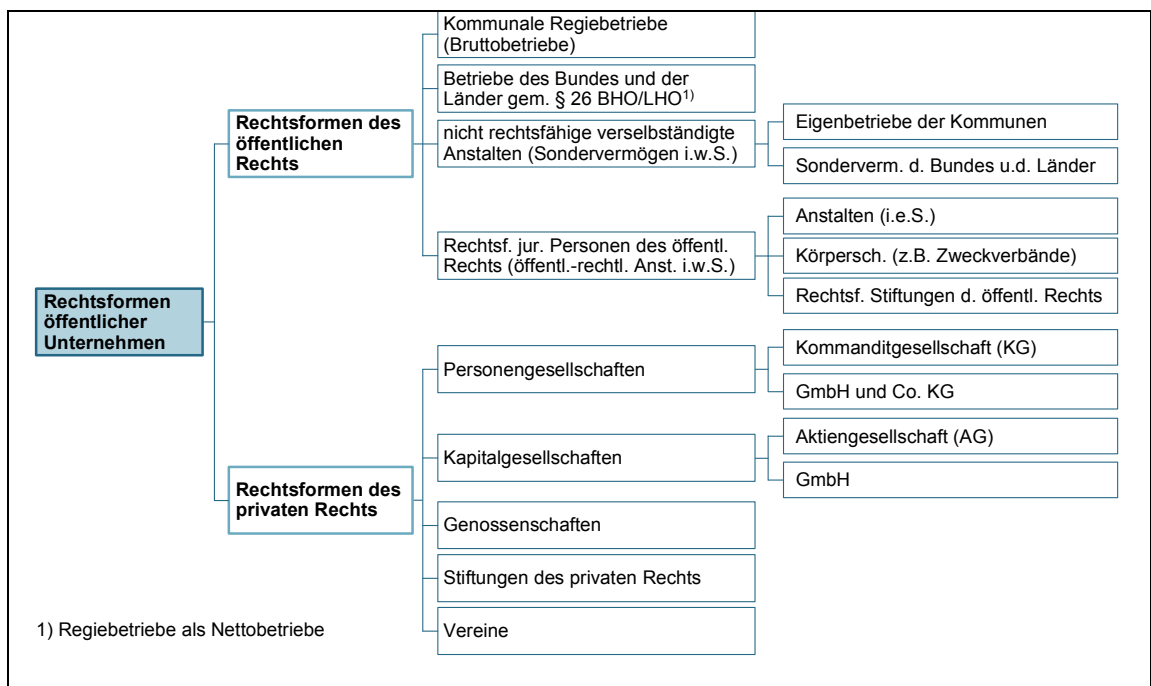 Rechtsformen
öffentlicher
Unternehmen
Rechtsformen des
öffentlichen
Rechts
Kommunale Regiebetriebe
(Bruttobetriebe)
Betriebe des Bundes und der
Länder gem. § 26 BHO/LHO1)
nicht rechtsfähige verselbständigte
Anstalten (Sondervermögen i.w.S.)
Eigenbetriebe der Kommunen
Sonderverm. d. Bundes u.d. Länder
Rechtsf. jur. Personen des öffentl.
Rechts (öffentl.-rechtl. Anst. i.w.S.)
Anstalten (i.e.S.)
Körpersch. (z.B. Zweckverbände)
Rechtsf. Stiftungen d. öffentl. Rechts
Rechtsformen des
privaten Rechts
Personengesellschaften
Kommanditgesellschaft (KG)
GmbH und Co. KG
Kapitalgesellschaften
Aktiengesellschaft (AG)
GmbH
Genossenschaften
Stiftungen des privaten Rechts
Vereine
1) Regiebetriebe als Nettobetriebe